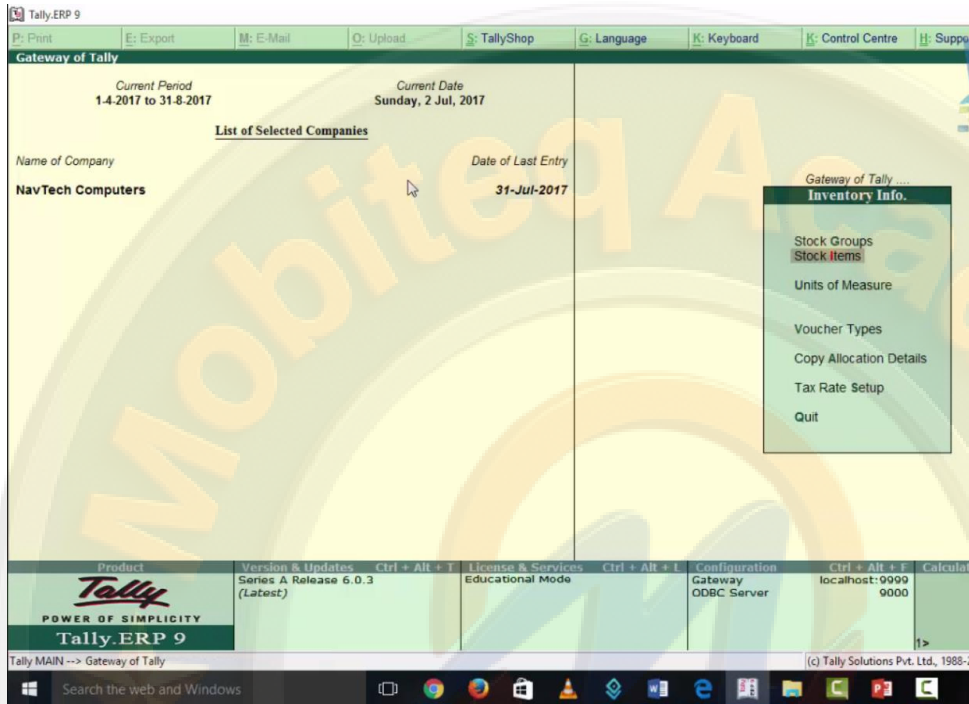 Tally.ERP 9
P: Print E: Export M: E-Mail O: Upload S: TallyShop G: Language K: Keyboard K: Control Centre H: Suppo
Gateway of Tally
Current Period Current Date
1-4-2017 to 31-8-2017 Sunday, 2 Jul, 2017
List of Selected Companies
Name of Company Date of Last Entry
NavTech Computers 31-Jul-2017
Gateway of Tally ....
Inventory Info.
Stock Groups
Stock Items
Units of Measure
Voucher Types
Copy Allocation Details
Tax Rate Setup
Quit
Mobiteq Aca
Product Version & Updates Ctrl + Alt + T License & Services Ctrl + Alt + L Configuration Ctrl + Alt + F Calculat
Tally
POWER OF SIMPLICITY
Tally.ERP 9
Series A Release 6.0.3
(Latest)
Educational Mode
Gateway localhost:9999
ODBC Server 9000
1>
Tally MAIN --> Gateway of Tally (c) Tally Solutions Pvt. Ltd., 1988-2
Search the web and Windows